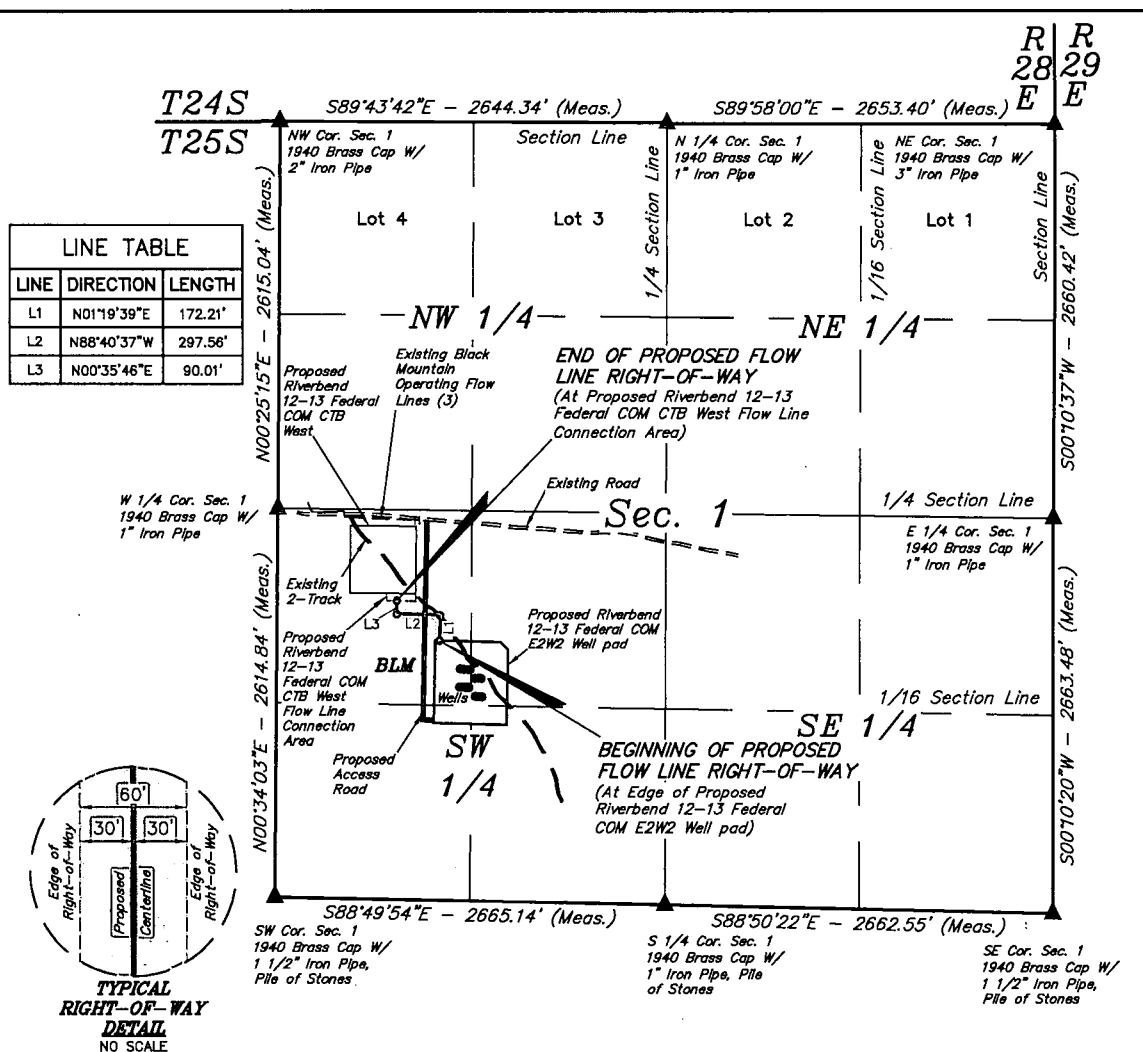 R R
28 29
E E
T24S
T25S
S89°43'42"E – 2644.34' (Meas.)
S89°58'00"E – 2653.40' (Meas.)
NW Cor. Sec. 1
1940 Brass Cap W/
2" Iron Pipe
Section Line
N 1/4 Cor. Sec. 1
1940 Brass Cap W/
1" Iron Pipe
NE Cor. Sec. 1
1940 Brass Cap W/
3" Iron Pipe
Lot 4
Lot 3
Lot 2
Lot 1
1/4 Section Line
1/16 Section Line
Section Line
N00°25'15"E – 2615.04' (Meas.)
S00°10'37"W – 2660.42' (Meas.)
LINE TABLE
LINE DIRECTION LENGTH
L1 N01°19'39"E 172.21'
L2 N88°40'37"W 297.56'
L3 N00°35'46"E 90.01'
NW 1/4
NE 1/4
Proposed
Riverbend
12–13 Federal
COM CTB
West
Existing Black
Mountain
Operating Flow
Lines (3)
END OF PROPOSED FLOW
LINE RIGHT–OF–WAY
(At Proposed Riverbend 12–13
Federal COM CTB West Flow Line
Connection Area)
Existing Road
W 1/4 Cor. Sec. 1
1940 Brass Cap W/
1" Iron Pipe
Sec. 1
1/4 Section Line
E 1/4 Cor. Sec. 1
1940 Brass Cap W/
1" Iron Pipe
Existing
2–Track
L3
L2
L1
Proposed Riverbend
12–13 Federal COM
E2W2 Well pad
Proposed
Riverbend
12–13
Federal COM
CTB West
Flow Line
Connection
Area
BLM
Wells
1/16 Section Line
N00°34'03"E – 2614.84' (Meas.)
S00°10'20"W – 2663.48' (Meas.)
Proposed
Access
Road
SW
1/4
SE 1/4
BEGINNING OF PROPOSED
FLOW LINE RIGHT–OF–WAY
(At Edge of Proposed
Riverbend 12–13 Federal
COM E2W2 Well pad)
60'
30' 30'
Edge of
Right–of–Way
Proposed
Centerline
Edge of
Right–of–Way
TYPICAL
RIGHT–OF–WAY
DETAIL
NO SCALE
S88°49'54"E – 2665.14' (Meas.)
S88°50'22"E – 2662.55' (Meas.)
SW Cor. Sec. 1
1940 Brass Cap W/
1 1/2" Iron Pipe,
Pile of Stones
S 1/4 Cor. Sec. 1
1940 Brass Cap W/
1" Iron Pipe, Pile
of Stones
SE Cor. Sec. 1
1940 Brass Cap W/
1 1/2" Iron Pipe,
Pile of Stones